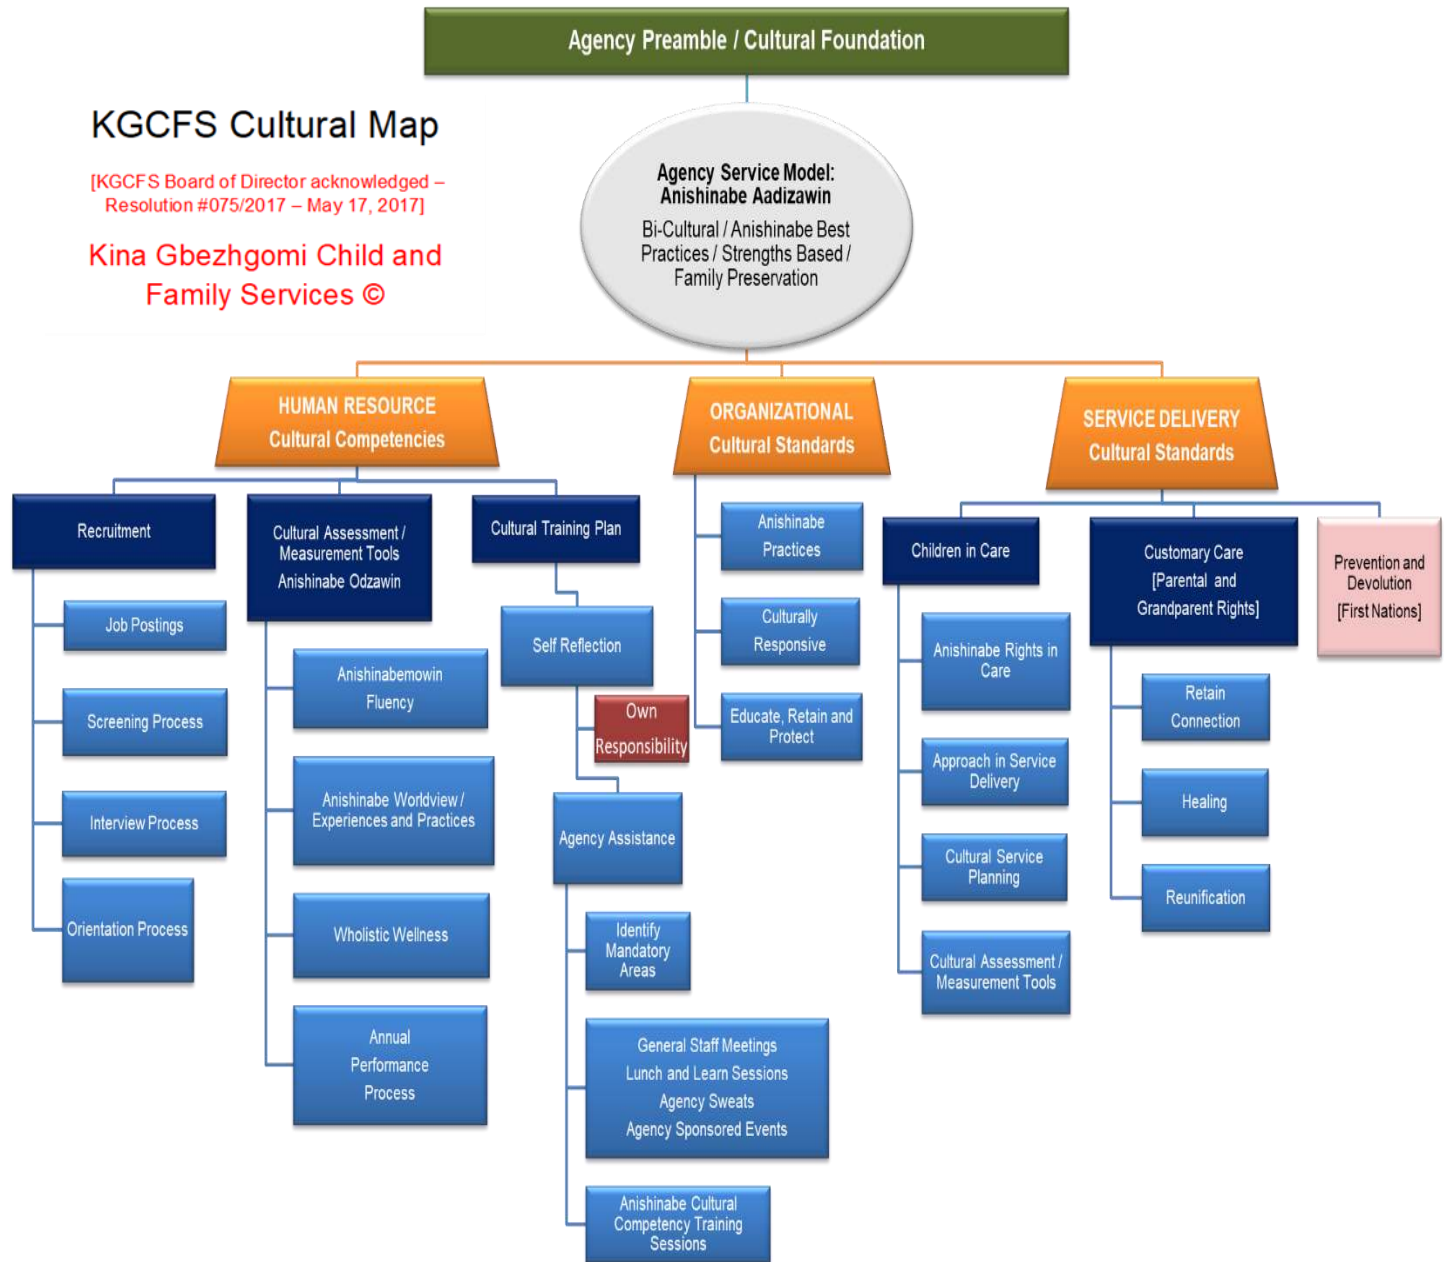 Agency Preamble / Cultural Foundation
KGCFS Cultural Map
[KGCFS Board of Director acknowledged –
Resolution #075/2017 – May 17, 2017]
Kina Gbezhgomi Child and
Family Services ©
Agency Service Model:
Anishinabe Aadizawin
Bi-Cultural / Anishinabe Best
Practices / Strengths Based /
Family Preservation
HUMAN RESOURCE
Cultural Competencies
ORGANIZATIONAL
Cultural Standards
SERVICE DELIVERY
Cultural Standards
Recruitment
Job Postings
Screening Process
Interview Process
Orientation Process
Cultural Assessment /
Measurement Tools
Anishinabe Odzawin
Anishinabemowin
Fluency
Anishinabe Worldview /
Experiences and Practices
Wholistic Wellness
Annual
Performance
Process
Cultural Training Plan
Self Reflection
Own
Responsibility
Agency Assistance
Identify
Mandatory
Areas
General Staff Meetings
Lunch and Learn Sessions
Agency Sweats
Agency Sponsored Events
Anishinabe Cultural
Competency Training
Sessions
Anishinabe
Practices
Culturally
Responsive
Educate, Retain and
Protect
Children in Care
Anishinabe Rights in
Care
Approach in Service
Delivery
Cultural Service
Planning
Cultural Assessment /
Measurement Tools
Customary Care
[Parental and
Grandparent Rights]
Retain
Connection
Healing
Reunification
Prevention and
Devolution
[First Nations]